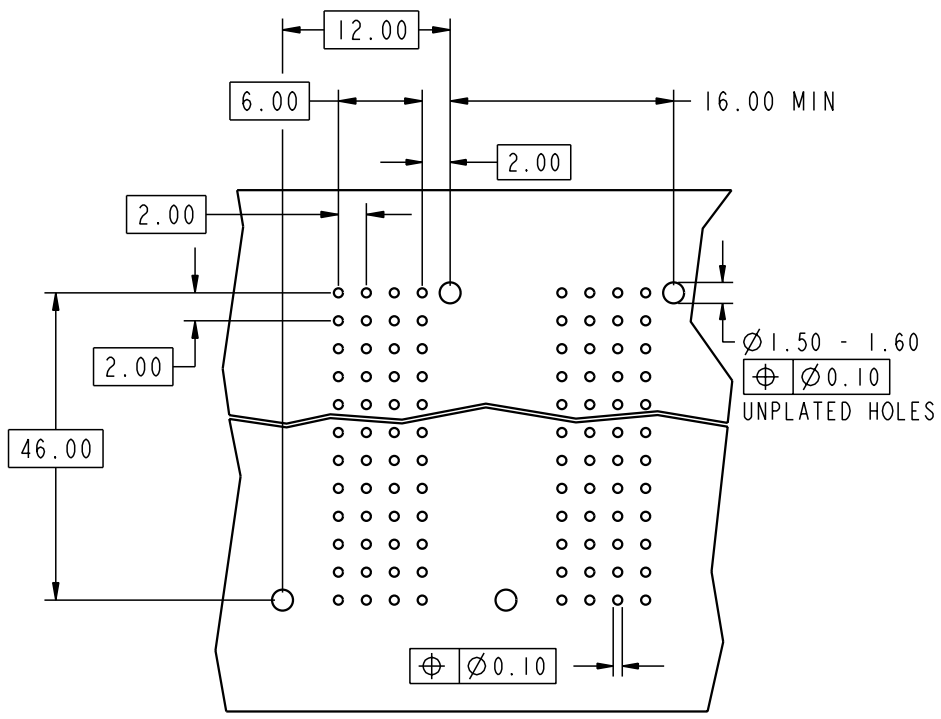 12.00
6.00
16.00 MIN
2.00
2.00
2.00
Ø1.50 - 1.60
⌖ Ø0.10
UNPLATED HOLES
46.00
⌖ Ø0.10